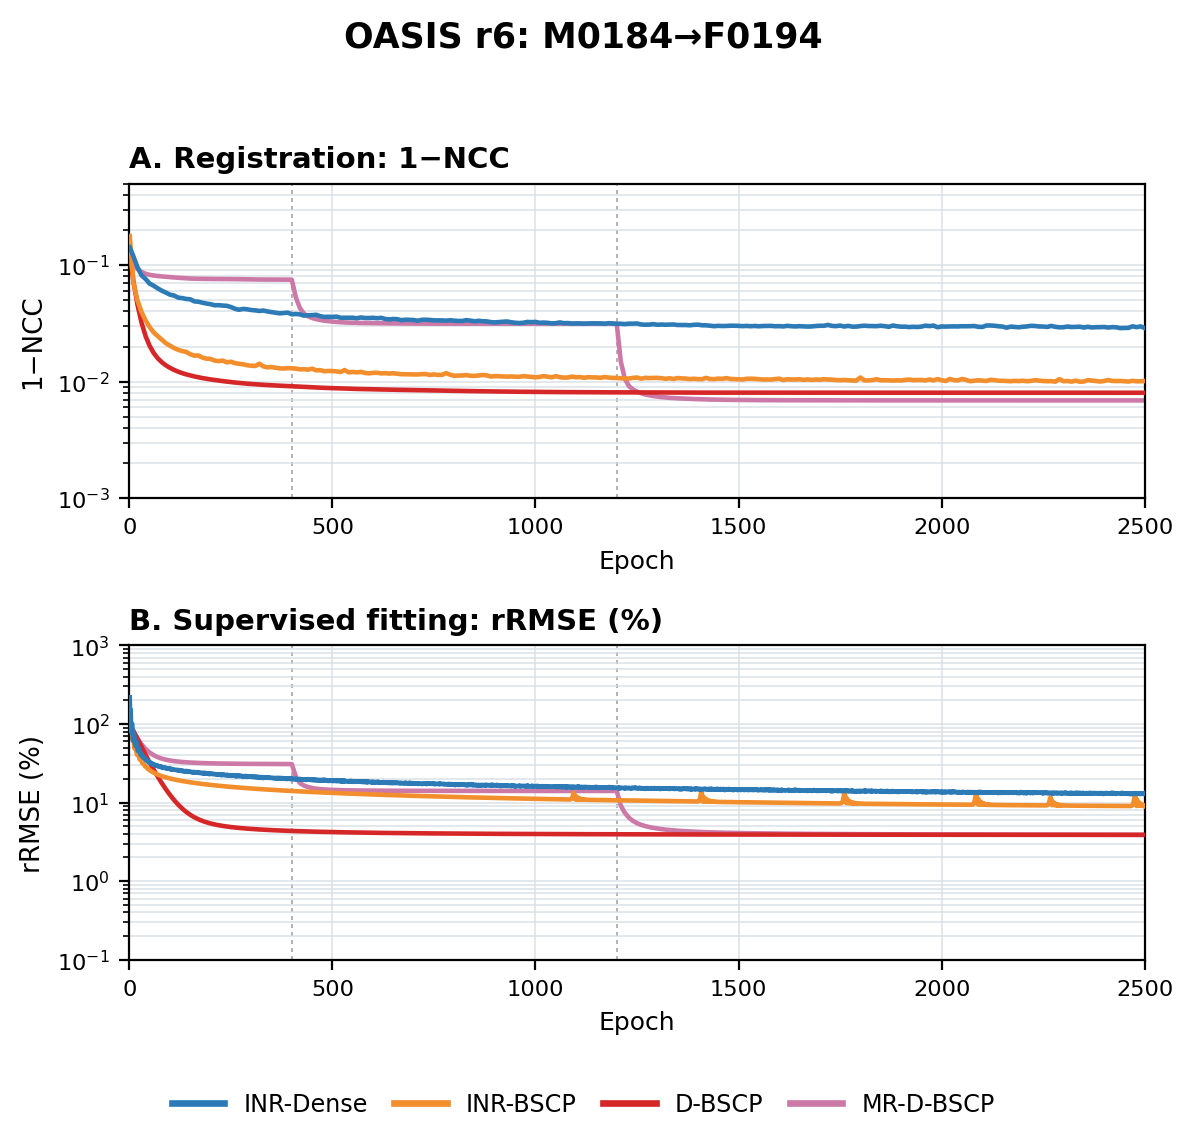 OASIS r6: M0184→F0194
A. Registration: 1−NCC
1−NCC
10⁻¹
10⁻²
10⁻³
0 500 1000 1500 2000 2500
Epoch
B. Supervised fitting: rRMSE (%)
rRMSE (%)
10³
10²
10¹
10⁰
10⁻¹
0 500 1000 1500 2000 2500
Epoch
INR-Dense INR-BSCP D-BSCP MR-D-BSCP